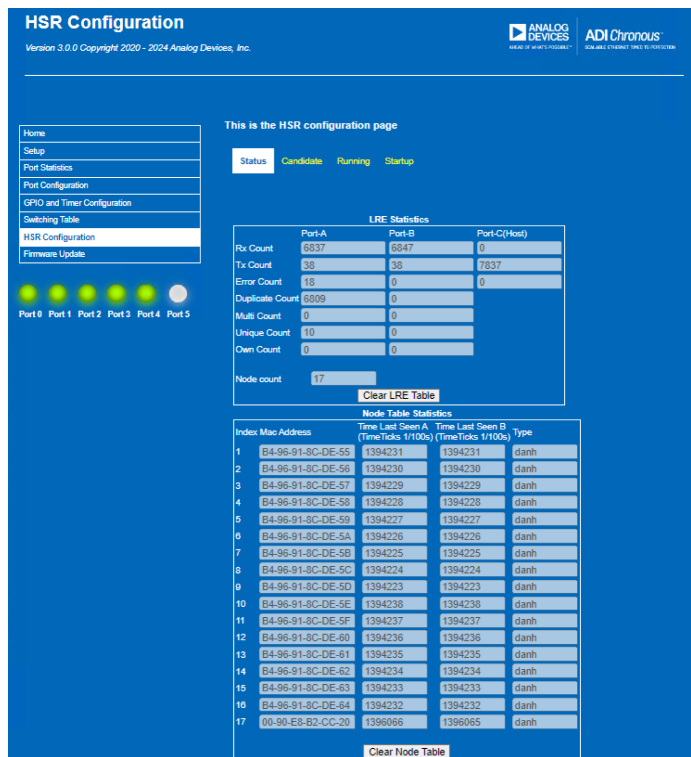 HSR Configuration
Version 3.0.0 Copyright 2020 - 2024 Analog Devices, Inc.
ANALOG
DEVICES
AHEAD OF WHAT'S POSSIBLE™
ADI Chronous™
SCALABLE ETHERNET TIMED TO PERFECTION
This is the HSR configuration page
Home
Setup
Port Statistics
Port Configuration
GPIO and Timer Configuration
Switching Table
HSR Configuration
Firmware Update
Port 0 Port 1 Port 2 Port 3 Port 4 Port 5
Status Candidate Running Startup
LRE Statistics
Port-A Port-B Port-C(Host)
Rx Count 6837 6847 0
Tx Count 38 38 7837
Error Count 18 0 0
Duplicate Count 6809 0
Multi Count 0 0
Unique Count 10 0
Own Count 0 0
Node count 17
Clear LRE Table
Node Table Statistics
Index Mac Address Time Last Seen A (TimeTicks 1/100s) Time Last Seen B (TimeTicks 1/100s) Type
1 B4-96-91-8C-DE-55 1394231 1394231 danh
2 B4-96-91-8C-DE-56 1394230 1394230 danh
3 B4-96-91-8C-DE-57 1394229 1394229 danh
4 B4-96-91-8C-DE-58 1394228 1394228 danh
5 B4-96-91-8C-DE-59 1394227 1394227 danh
6 B4-96-91-8C-DE-5A 1394226 1394226 danh
7 B4-96-91-8C-DE-5B 1394225 1394225 danh
8 B4-96-91-8C-DE-5C 1394224 1394224 danh
9 B4-96-91-8C-DE-5D 1394223 1394223 danh
10 B4-96-91-8C-DE-5E 1394238 1394238 danh
11 B4-96-91-8C-DE-5F 1394237 1394237 danh
12 B4-96-91-8C-DE-60 1394236 1394236 danh
13 B4-96-91-8C-DE-61 1394235 1394235 danh
14 B4-96-91-8C-DE-62 1394234 1394234 danh
15 B4-96-91-8C-DE-63 1394233 1394233 danh
16 B4-96-91-8C-DE-64 1394232 1394232 danh
17 00-90-E8-B2-CC-20 1396066 1396065 danh
Clear Node Table